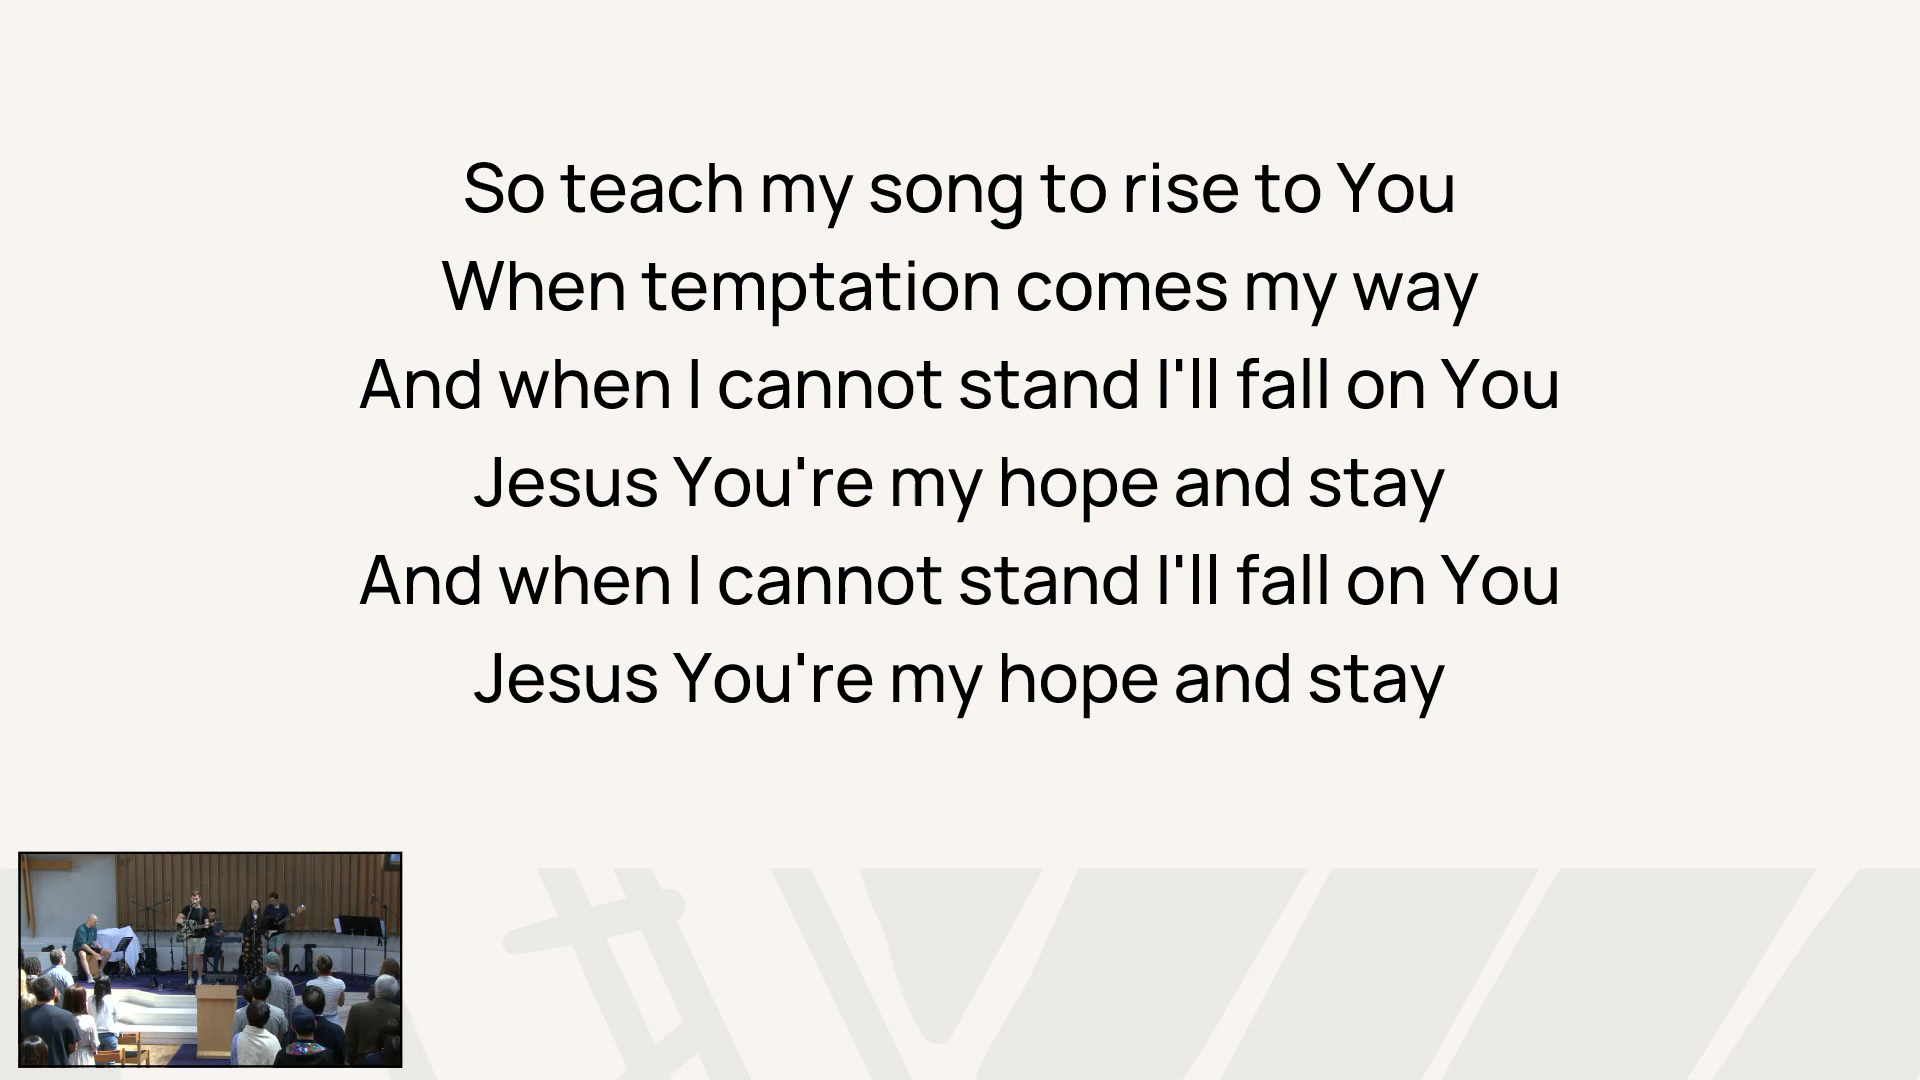 So teach my song to rise to You
When temptation comes my way
And when I cannot stand I'll fall on You
Jesus You're my hope and stay
And when I cannot stand I'll fall on You
Jesus You're my hope and stay